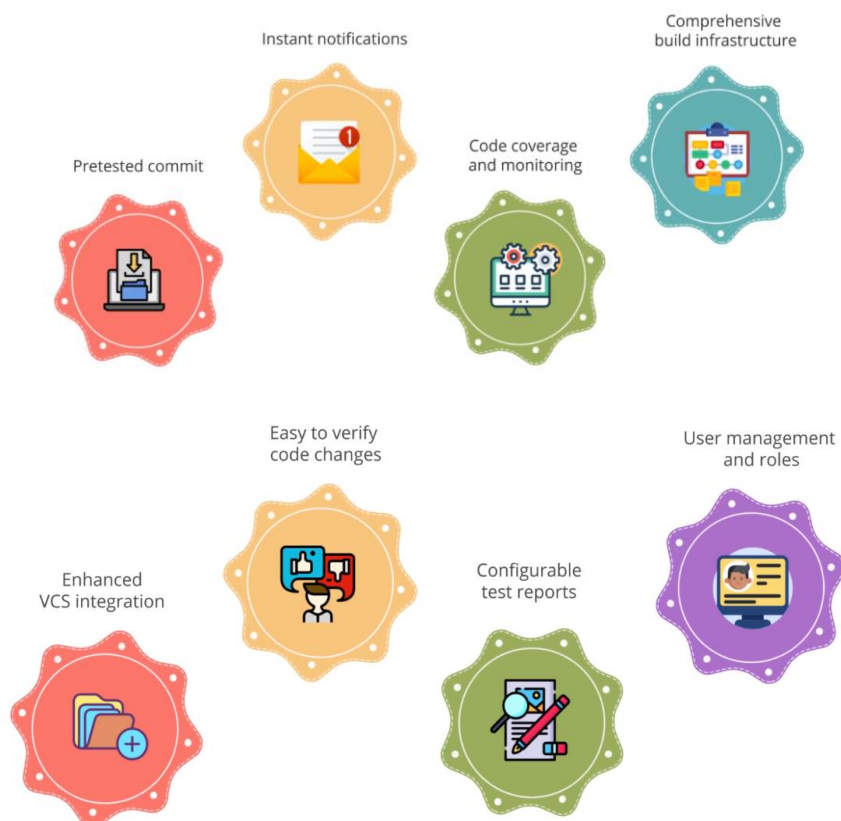 Pretested commit
Instant notifications
1
Code coverage
and monitoring
Comprehensive
build infrastructure
Enhanced
VCS integration
Easy to verify
code changes
Configurable
test reports
User management
and roles